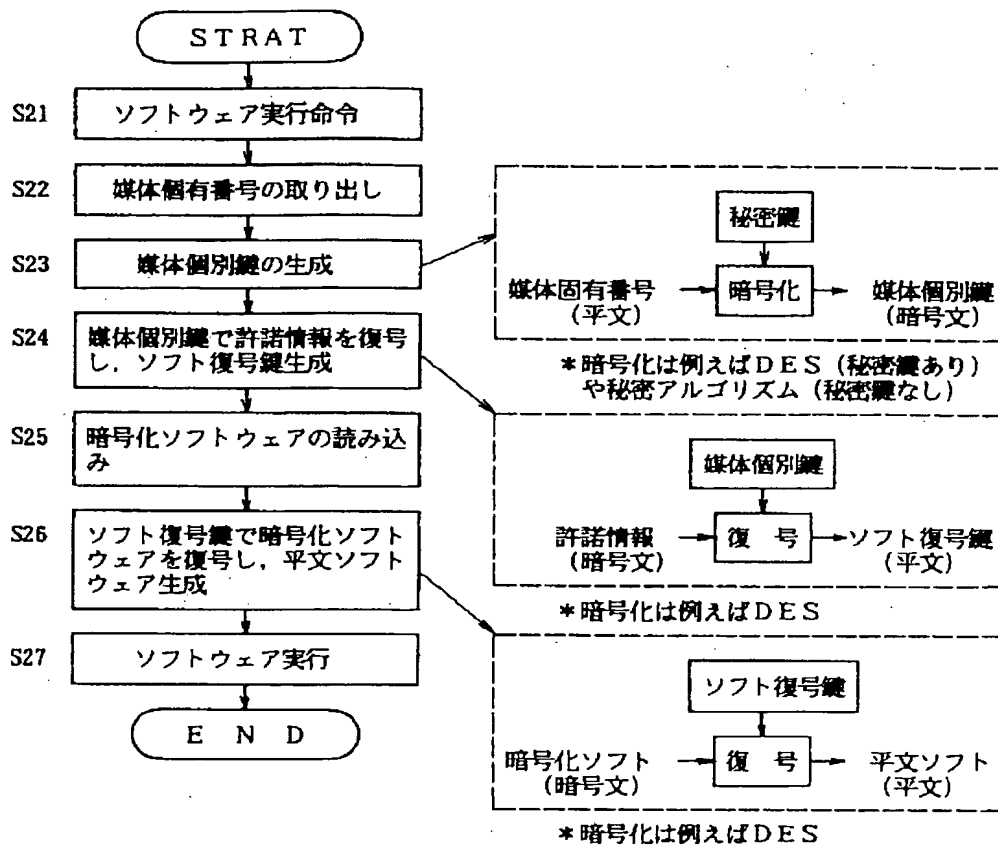 STRAT
S21
ソフトウェア実行命令
S22
媒体個有番号の取り出し
S23
媒体個別鍵の生成
S24
媒体個別鍵で許諾情報を復号
し，ソフト復号鍵生成
S25
暗号化ソフトウェアの読み込
み
S26
ソフト復号鍵で暗号化ソフト
ウェアを復号し，平文ソフト
ウェア生成
S27
ソフトウェア実行
END
秘密鍵
媒体固有番号
(平文)
暗号化
媒体個別鍵
(暗号文)
*暗号化は例えばDES（秘密鍵あり）
や秘密アルゴリズム（秘密鍵なし）
媒体個別鍵
許諾情報
(暗号文)
復 号
ソフト復号鍵
(平文)
*暗号化は例えばDES
ソフト復号鍵
暗号化ソフト
(暗号文)
復 号
平文ソフト
(平文)
*暗号化は例えばDES